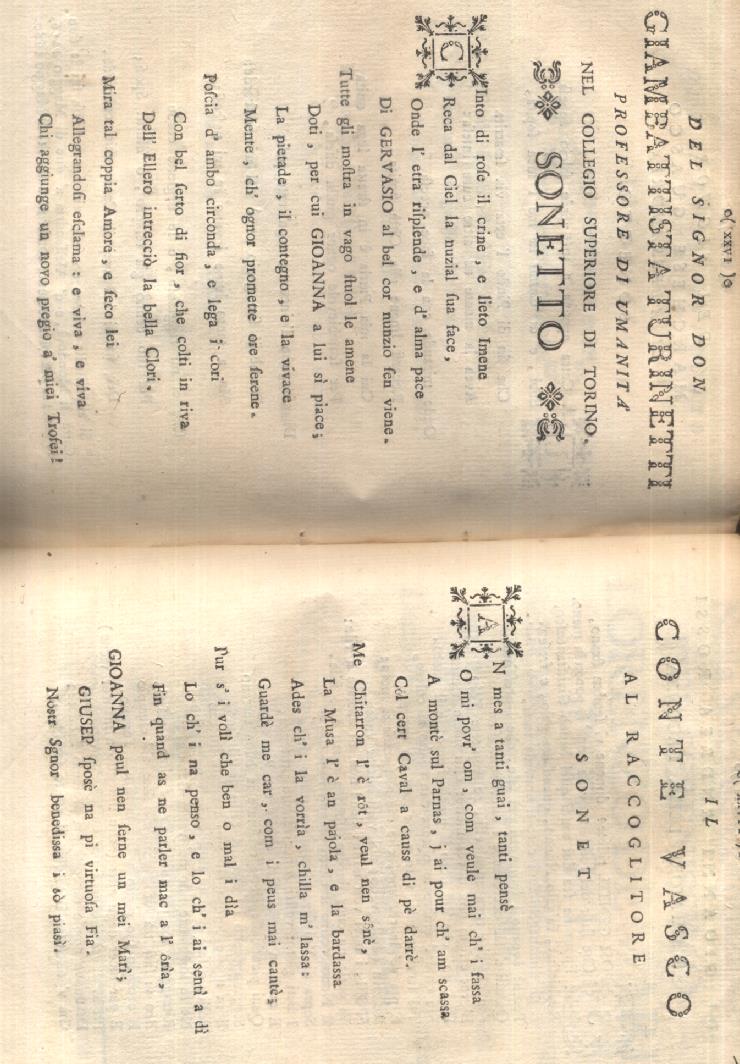 o( XXVI )o
DEL SIGNOR DON
GIAMBATTISTA TURINETTI
PROFESSORE DI UMANITA'
NEL COLLEGIO SUPERIORE DI TORINO.
SONETTO
CInto di roſe il crine, e lieto Imene
Reca dal Ciel la nuzial ſua face,
Onde l' etra riſplende, e d' alma pace
Di GERVASIO al bel cor nunzio ſen viene.
Tutte gli moſtra in vago ſtuol le amene
Doti, per cui GIOANNA a lui sì piace;
La pietade, il contegno, e la vivace
Mente, ch' ognor promette ore ſerene.
Poſcia d' ambo circonda, e lega i cori
Con bel ſerto di fior, che colti in riva
Dell' Ellero intrecciò la bella Clori.
Mira tal coppia Amore, e ſeco lei
Allegrandoſi eſclama: e viva, e viva
Chi aggiunge un novo pregio a' miei Trofei!
IL
CONTE VASCO
AL RACCOGLITORE
SONET
AN mes a tanti guai, tanti pensè
O mi povr' om, com veule mai ch' i faſſa
A montè sul Parnas, j ai pour ch' am scassa
Col cert Caval a causs di pè darrè.
Me Chitarron l' è rôt, veul nen sônè,
La Musa l' è an pajola, e la bardassa
Ades ch' i la vorrìa, chilla m' lassa:
Guardè me car, com i peus mai cantè;
Pur s' i volì che ben o mal i dìa
Lo ch' i na penso, e lo ch' i ai sentì a dì
Fin quand as ne parler mac a l' ôrìa,
GIOANNA peul nen ſerne un mei Marì;
GIUSEP ſposè na pi virtuoſa Fia.
Nostr Sgnor benedissa i sò piasì.